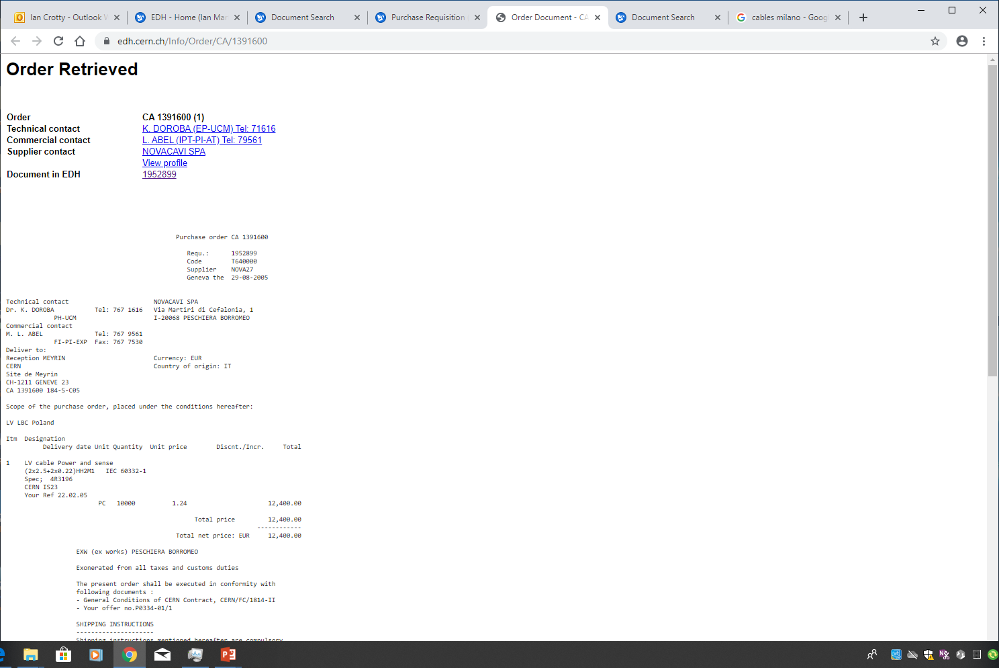 Ian Crotty - Outlook W
EDH - Home (Ian Mar
Document Search
Purchase Requisition
Order Document - CA
Document Search
cables milano - Goog
edh.cern.ch/Info/Order/CA/1391600
Order Retrieved
Order CA 1391600 (1)
Technical contact K. DOROBA (EP-UCM) Tel: 71616
Commercial contact L. ABEL (IPT-PI-AT) Tel: 79561
Supplier contact NOVACAVI SPA
View profile
Document in EDH 1952899
Purchase order CA 1391600
Requ.: 1952899
Code T640000
Supplier NOVA27
Geneva the 29-08-2005
Technical contact NOVACAVI SPA
Dr. K. DOROBA Tel: 767 1616 Via Martiri di Cefalonia, 1
PH-UCM I-20068 PESCHIERA BORROMEO
Commercial contact
M. L. ABEL Tel: 767 9561
FI-PI-EXP Fax: 767 7530
Deliver to:
Reception MEYRIN Currency: EUR
CERN Country of origin: IT
Site de Meyrin
CH-1211 GENEVE 23
CA 1391600 184-S-C05
Scope of the purchase order, placed under the conditions hereafter:
LV LBC Poland
Itm Designation
Delivery date Unit Quantity Unit price Discnt./Incr. Total
1 LV cable Power and sense
(2x2.5+2x0.22)HH2M1 IEC 60332-1
Spec; 4R3196
CERN IS23
Your Ref 22.02.05
PC 10000 1.24 12,400.00
Total price 12,400.00
------------
Total net price: EUR 12,400.00
EXW (ex works) PESCHIERA BORROMEO
Exonerated from all taxes and customs duties
The present order shall be executed in conformity with
following documents :
- General Conditions of CERN Contract, CERN/FC/1814-II
- Your offer no.P0334-01/1
SHIPPING INSTRUCTIONS
---------------------
Shipping instructions mentioned hereafter are compulsory